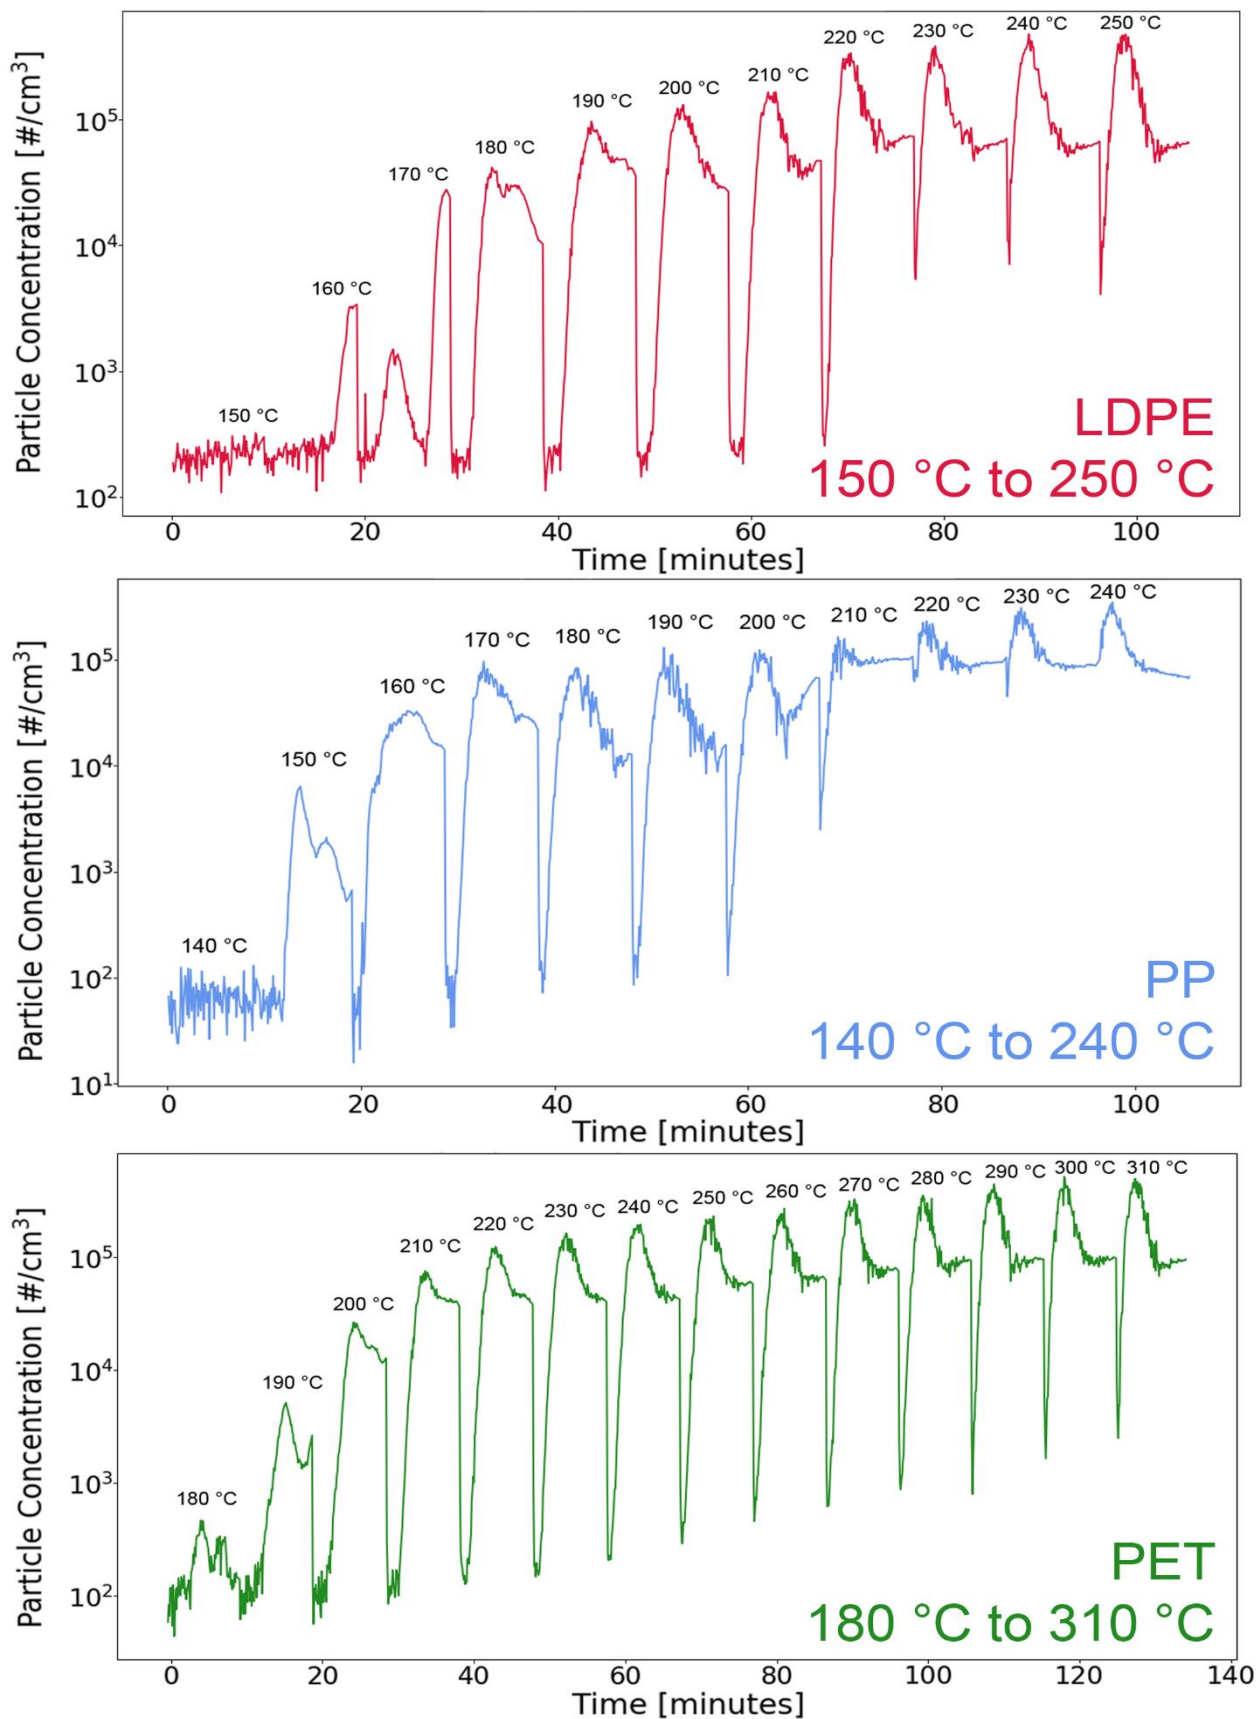 Particle Concentration [#/cm³]
10⁵
10⁴
10³
10²
150 °C
160 °C
170 °C
180 °C
190 °C
200 °C
210 °C
220 °C
230 °C
240 °C
250 °C
LDPE
150 °C to 250 °C
0 20 40 60 80 100
Time [minutes]
Particle Concentration [#/cm³]
10⁵
10⁴
10³
10²
10¹
140 °C
150 °C
160 °C
170 °C
180 °C
190 °C
200 °C
210 °C
220 °C
230 °C
240 °C
PP
140 °C to 240 °C
0 20 40 60 80 100
Time [minutes]
Particle Concentration [#/cm³]
10⁵
10⁴
10³
10²
180 °C
190 °C
200 °C
210 °C
220 °C
230 °C
240 °C
250 °C
260 °C
270 °C
280 °C
290 °C
300 °C
310 °C
PET
180 °C to 310 °C
0 20 40 60 80 100 120 140
Time [minutes]